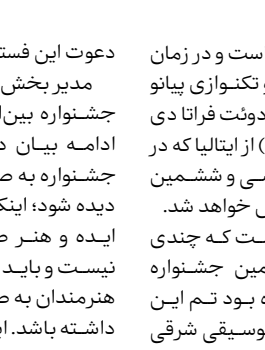 ست و در زمان
تکنوازی پیانو
دوئت فراتا دی
) از ایتالیا که در
سی و ششمین
خواهد شد.
ـت که چندی
مین جشنواره
بود تم این
وسیقی شرقی
دعوت این فست
مدیر بخش
جشنواره بین‌ا
ادامه بیان د
جشنواره به ص
دیده شود؛ اینک
ایده و هنر ص
نیست و باید
هنرمندان به ص
داشته باشد. ای